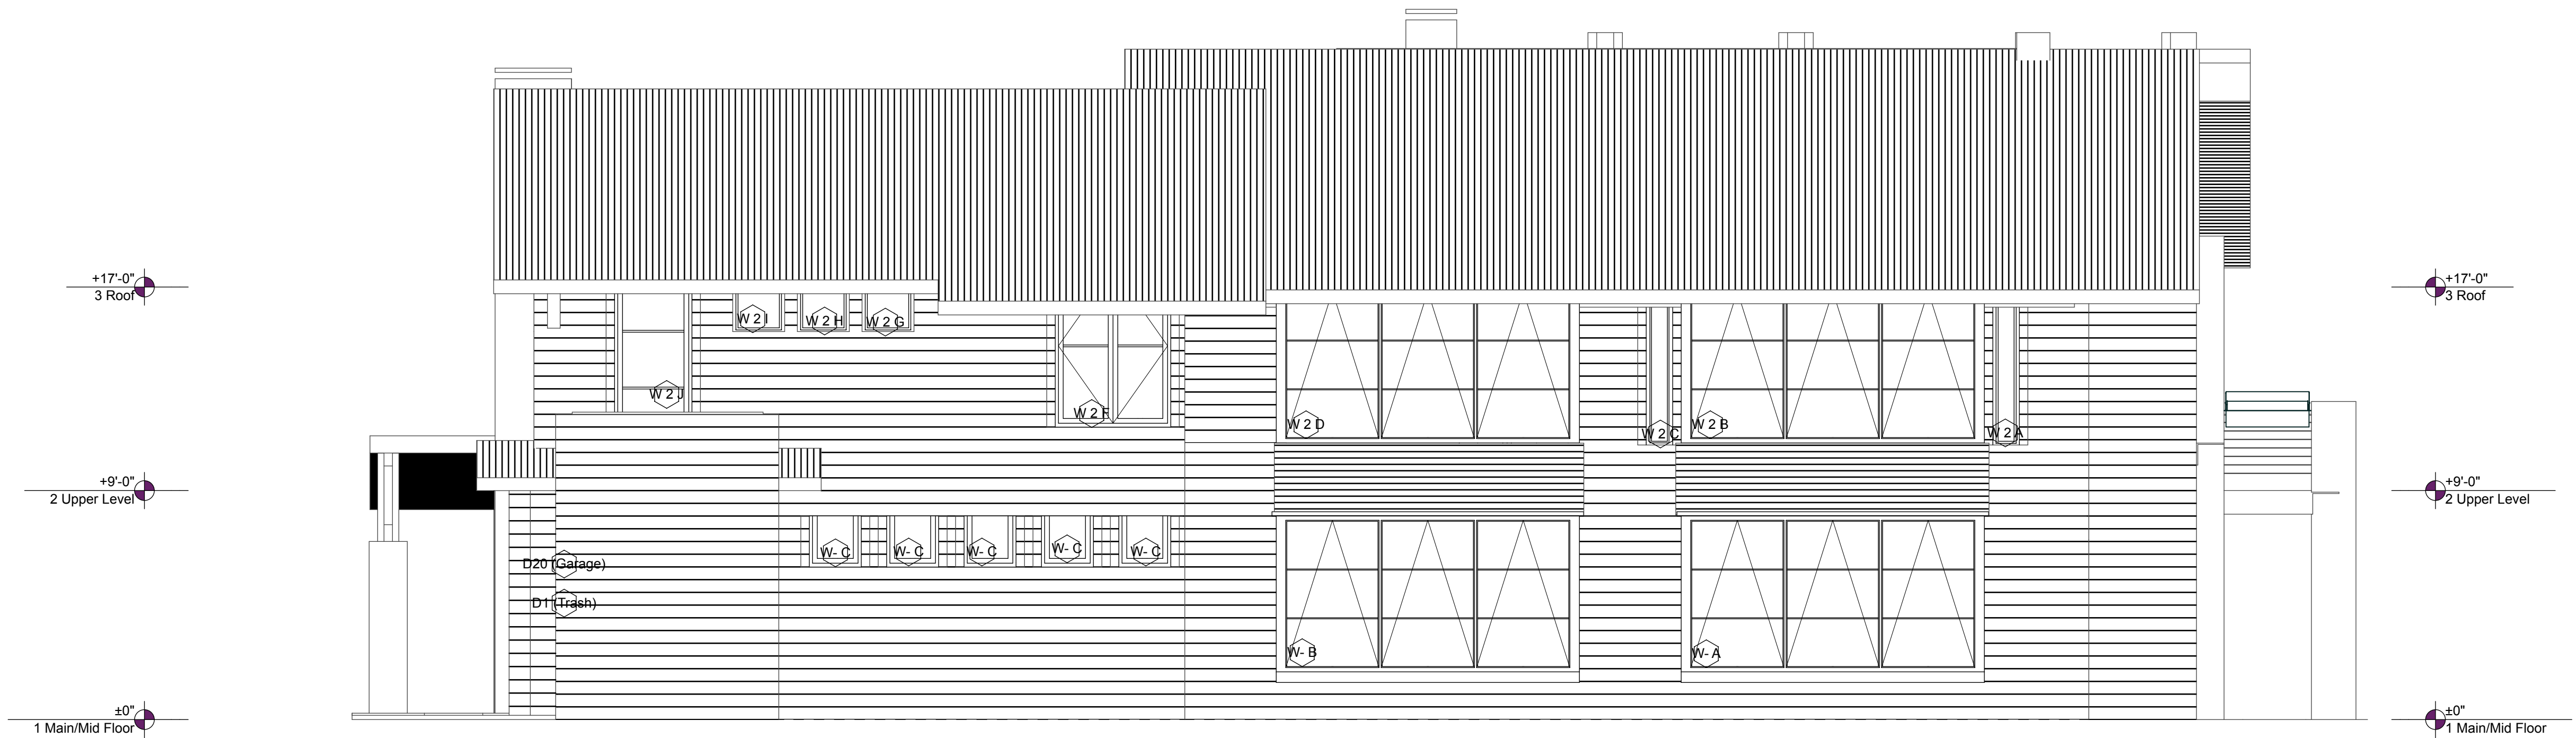 +17'-0"
3 Roof
+17'-0"
3 Roof
W 2 I
W 2 H
W 2 G
W 2 J
W 2 F
W 2 D
W 2 C
W 2 B
W 2 A
+9'-0"
2 Upper Level
+9'-0"
2 Upper Level
W- C
W- C
W- C
W- C
W- C
D20 (Garage)
D1 (Trash)
W- B
W- A
±0"
1 Main/Mid Floor
±0"
1 Main/Mid Floor